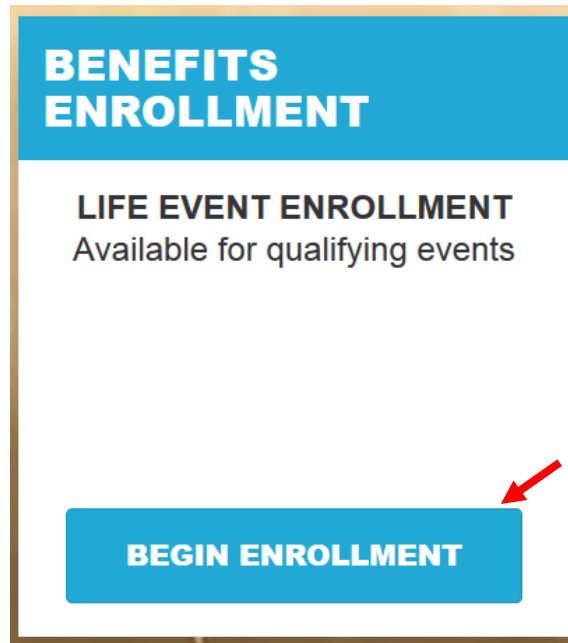 BENEFITS
ENROLLMENT
LIFE EVENT ENROLLMENT
Available for qualifying events
BEGIN ENROLLMENT